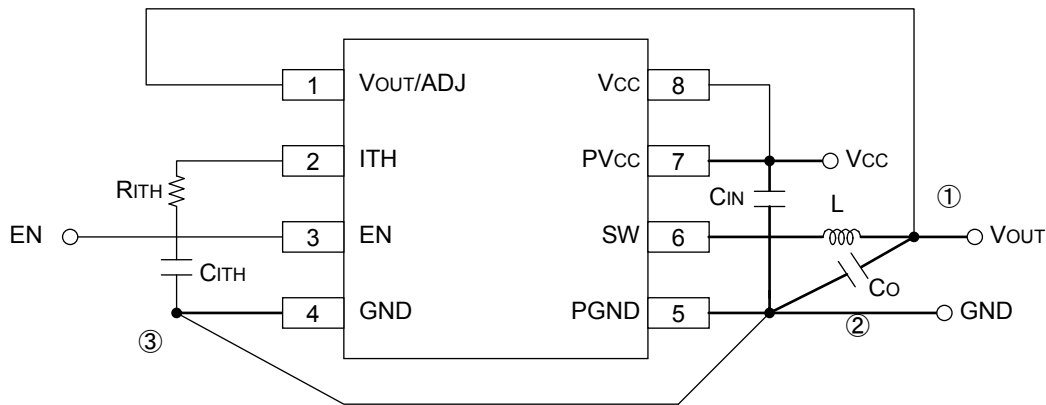 1 VOUT/ADJ VCC 8
2 ITH PVCC 7 VCC
RITH CIN L ①
EN 3 EN SW 6 VOUT
CITH CO
4 GND PGND 5 GND
③ ②